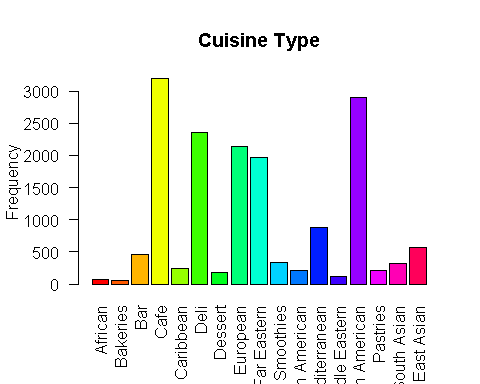 Cuisine Type
Frequency
3000
2500
2000
1500
1000
500
0
African
Bakeries
Bar
Cafe
Caribbean
Deli
Dessert
European
Far Eastern
Smoothies
n American
diterranean
dle Eastern
n American
Pastries
South Asian
East Asian